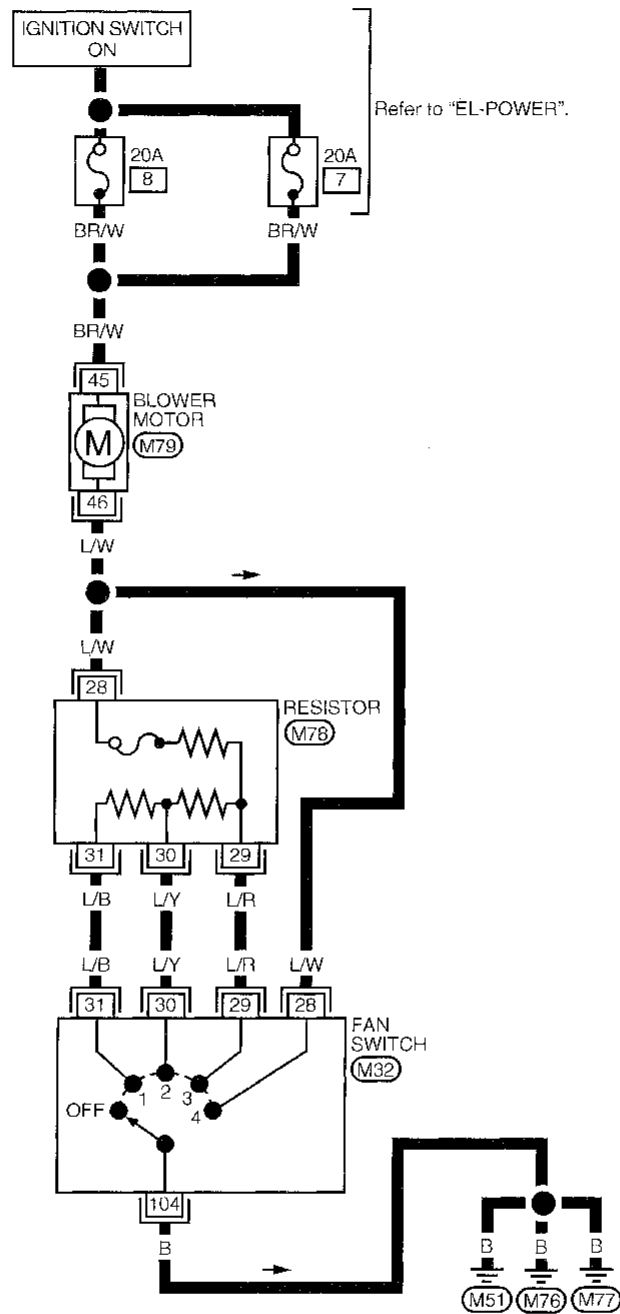 IGNITION SWITCH
ON
Refer to "EL-POWER".
20A
8
20A
7
BR/W
BR/W
BR/W
45
BLOWER
MOTOR
M
M79
46
L/W
L/W
28
RESISTOR
M78
31
30
29
L/B
L/Y
L/R
L/B
L/Y
L/R
L/W
31
30
29
28
FAN
SWITCH
M32
OFF
1
2
3
4
104
B
B
B
B
M51
M76
M77